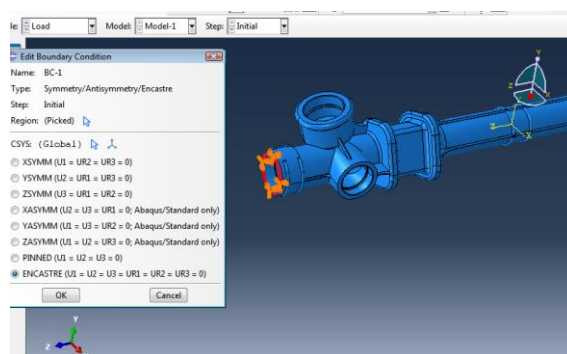 le: Load Model: Model-1 Step: Initial
Edit Boundary Condition
Name: BC-1
Type: Symmetry/Antisymmetry/Encastre
Step: Initial
Region: (Picked)
CSYS: (Global)
XSYMM (U1 = UR2 = UR3 = 0)
YSYMM (U2 = UR1 = UR3 = 0)
ZSYMM (U3 = UR1 = UR2 = 0)
XASYMM (U2 = U3 = UR1 = 0; Abaqus/Standard only)
YASYMM (U1 = U3 = UR2 = 0; Abaqus/Standard only)
ZASYMM (U1 = U2 = UR3 = 0; Abaqus/Standard only)
PINNED (U1 = U2 = U3 = 0)
ENCASTRE (U1 = U2 = U3 = UR1 = UR2 = UR3 = 0)
OK Cancel
Y
X
Z
Y
Z
X
Y
Z X